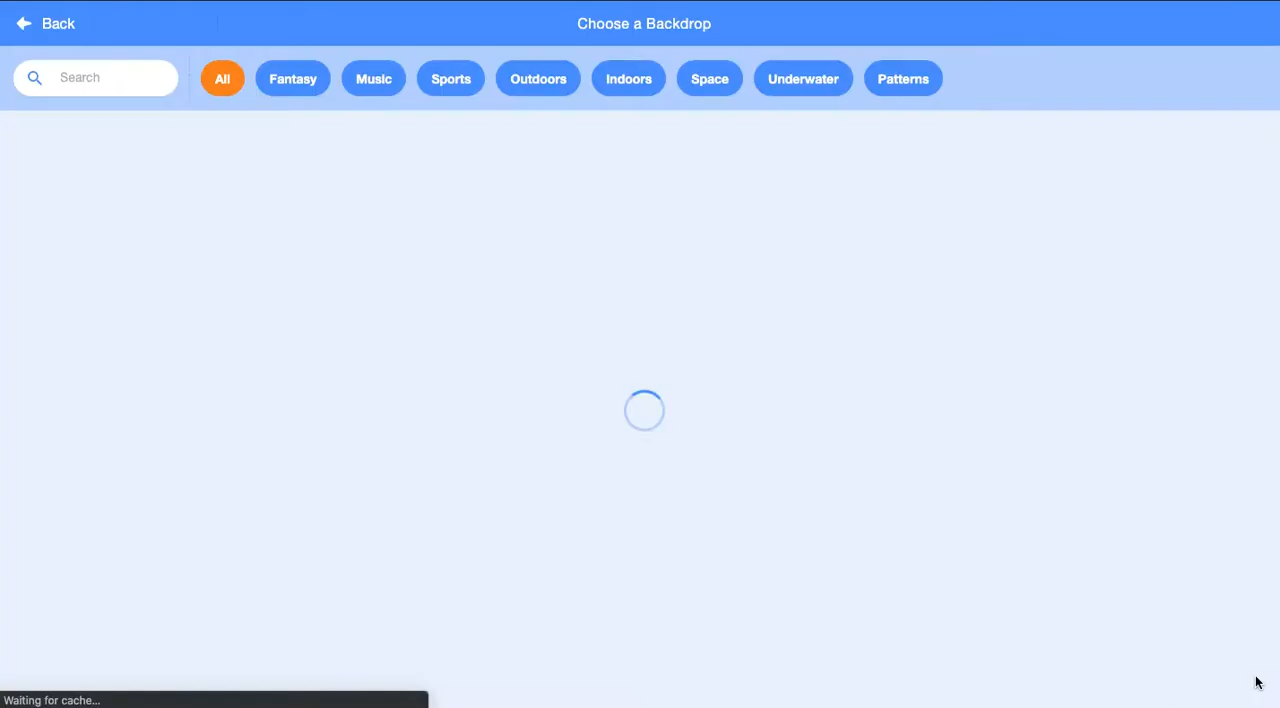 Back
Choose a Backdrop
Search
All
Fantasy
Music
Sports
Outdoors
Indoors
Space
Underwater
Patterns
Waiting for cache...